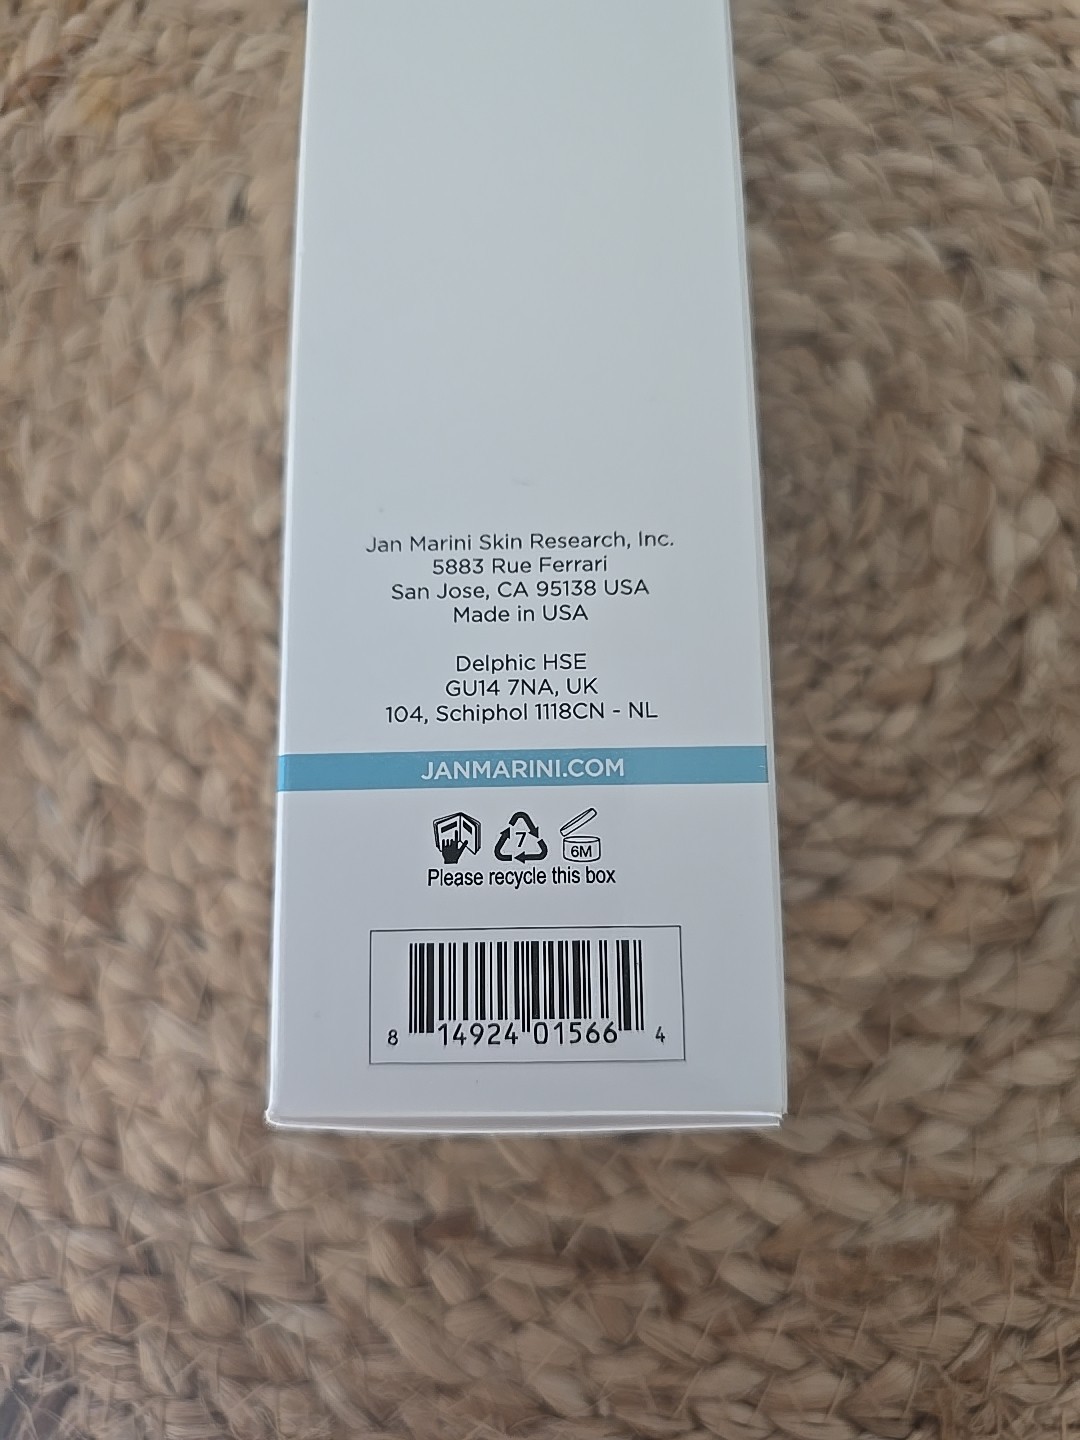 Jan Marini Skin Research, Inc.
5883 Rue Ferrari
San Jose, CA 95138 USA
Made in USA
Delphic HSE
GU14 7NA, UK
104, Schiphol 1118CN - NL
JANMARINI.COM
7 6M
Please recycle this box
8 14924 01566 4